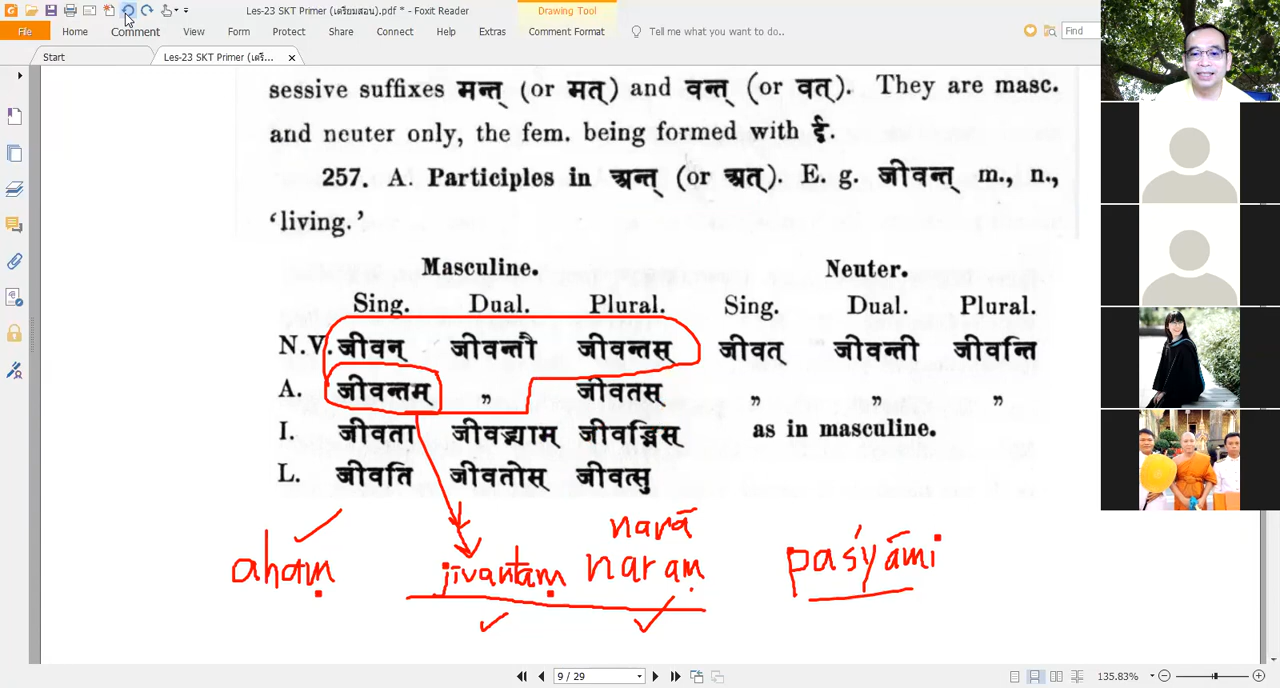 Les-23 SKT Primer (เตรียมสอน).pdf * - Foxit Reader
Drawing Tool
File Home Comment View Form Protect Share Connect Help Extras Comment Format Tell me what you want to do.. Find
Start Les-23 SKT Primer (เตรี...
sessive suffixes मन्त् (or मत्) and वन्त् (or वत्). They are masc.
and neuter only, the fem. being formed with ई.
257. A. Participles in अन्त् (or अत्). E. g. जीवन्त् m., n.,
'living.'
Masculine. Neuter.
Sing. Dual. Plural. Sing. Dual. Plural.
N.V. जीवन् जीवन्तौ जीवन्तस् जीवत् जीवन्ती जीवन्ति
A. जीवन्तम् „ जीवतस् „ „ „
I. जीवता जीवद्भ्याम् जीवद्भिस् as in masculine.
L. जीवति जीवतोस् जीवत्सु
narā
ahaṃ jīvantaṃ naraṃ paśyāmi
9 / 29 135.83%